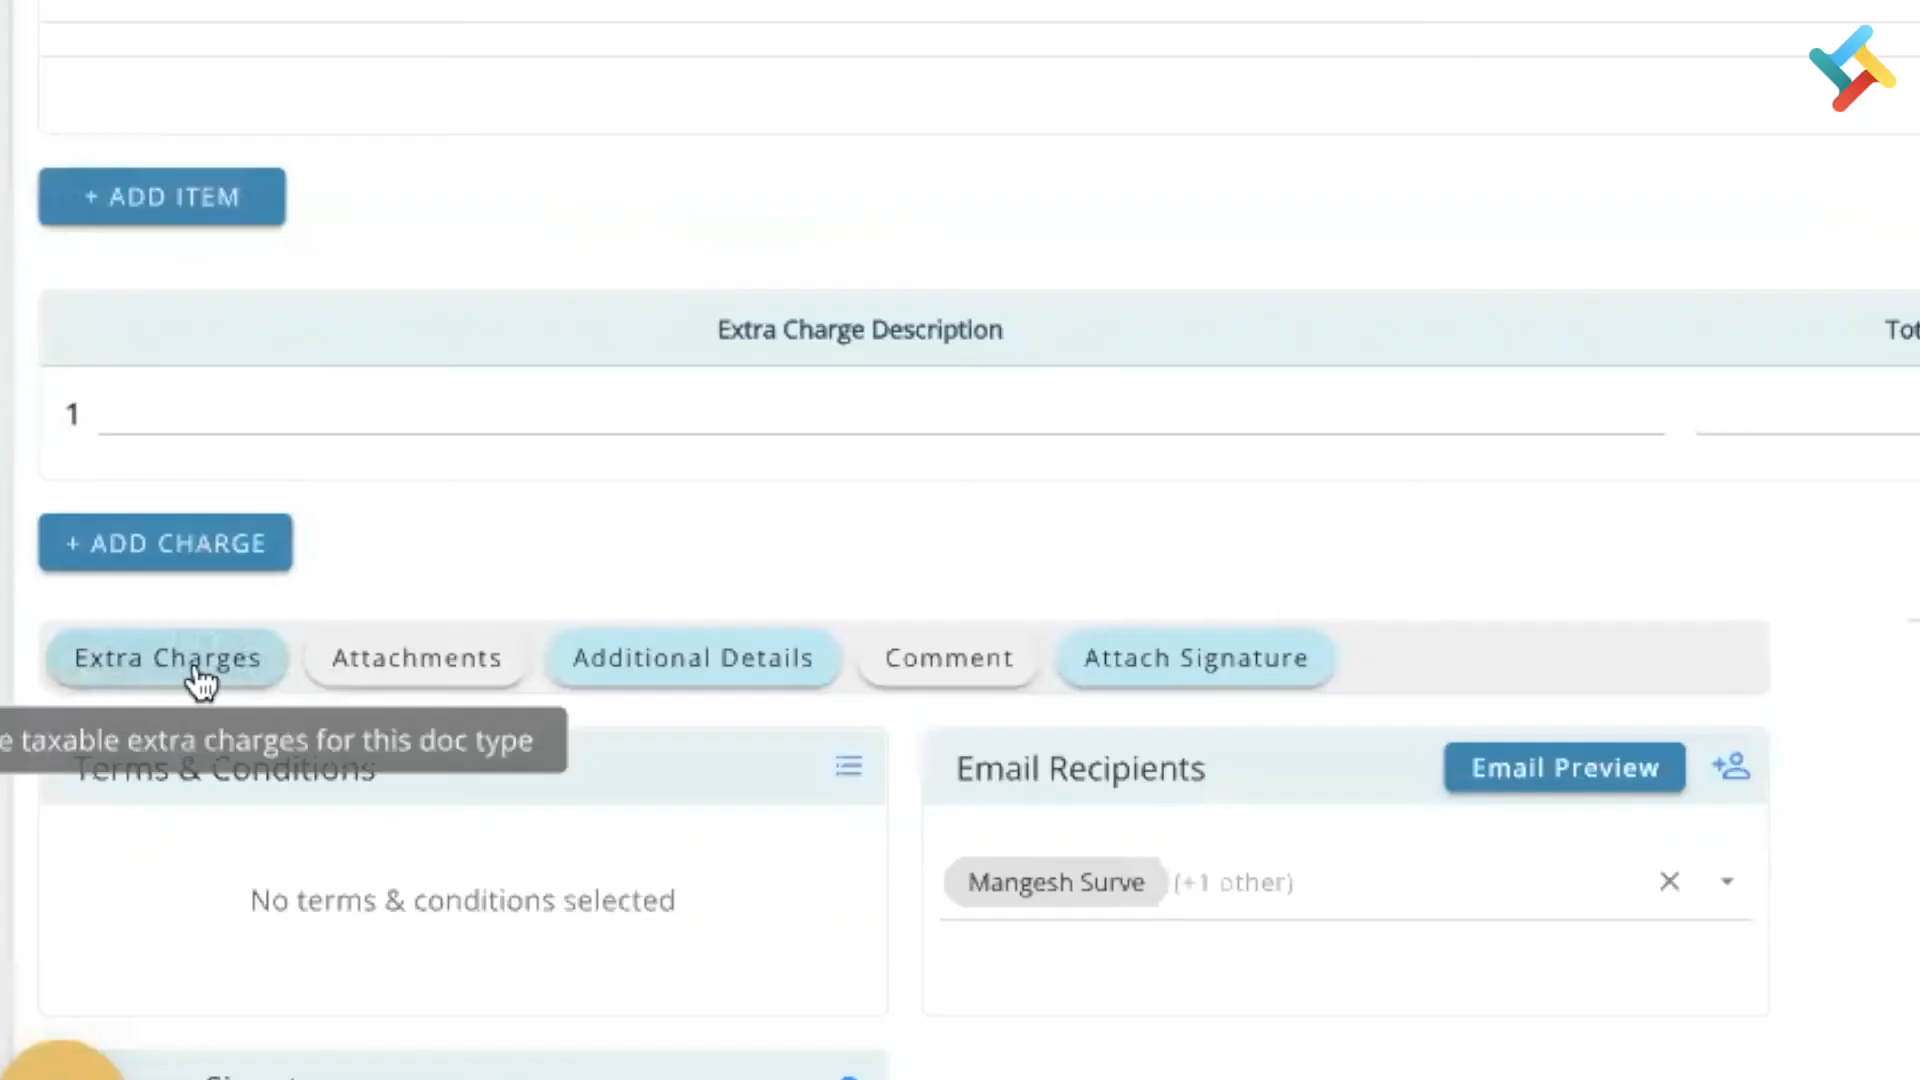 + ADD ITEM
Extra Charge Description
1
+ ADD CHARGE
Extra Charges Attachments Additional Details Comment Attach Signature
taxable extra charges for this doc type
Terms & Conditions
Email Recipients Email Preview
No terms & conditions selected
Mangesh Surve (+1 other)